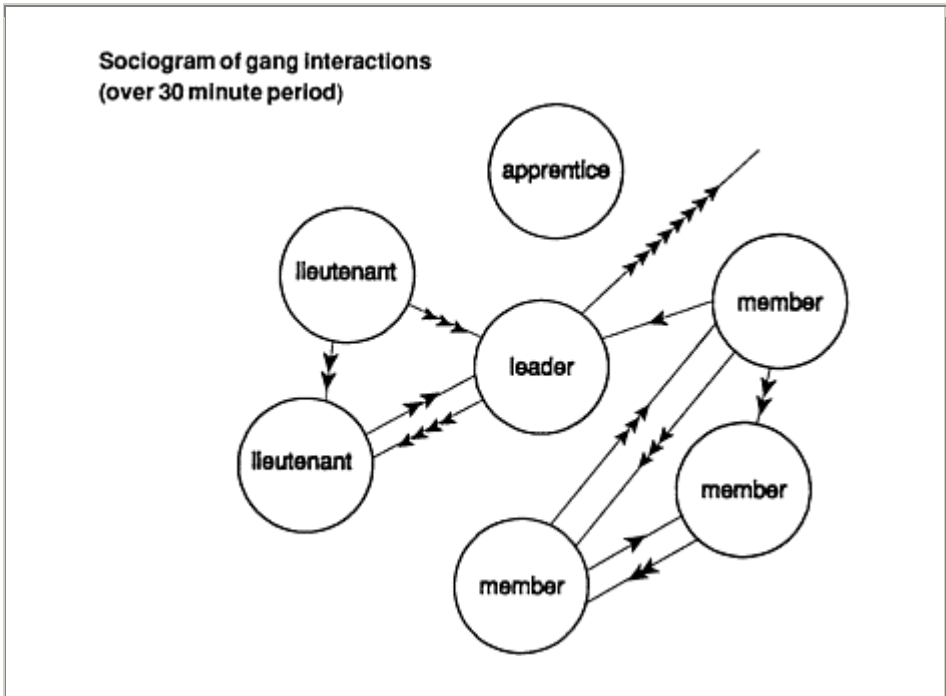 Sociogram of gang interactions
(over 30 minute period)
apprentice
lieutenant
member
leader
lieutenant
member
member